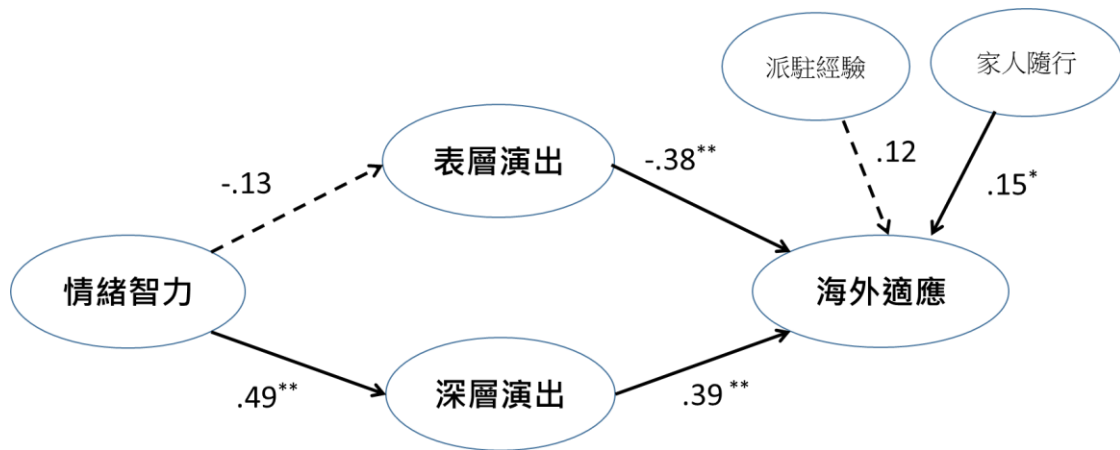 派駐經驗
家人隨行
表層演出
-.38**
.12
.15*
-.13
情緒智力
海外適應
.49**
深層演出
.39 **